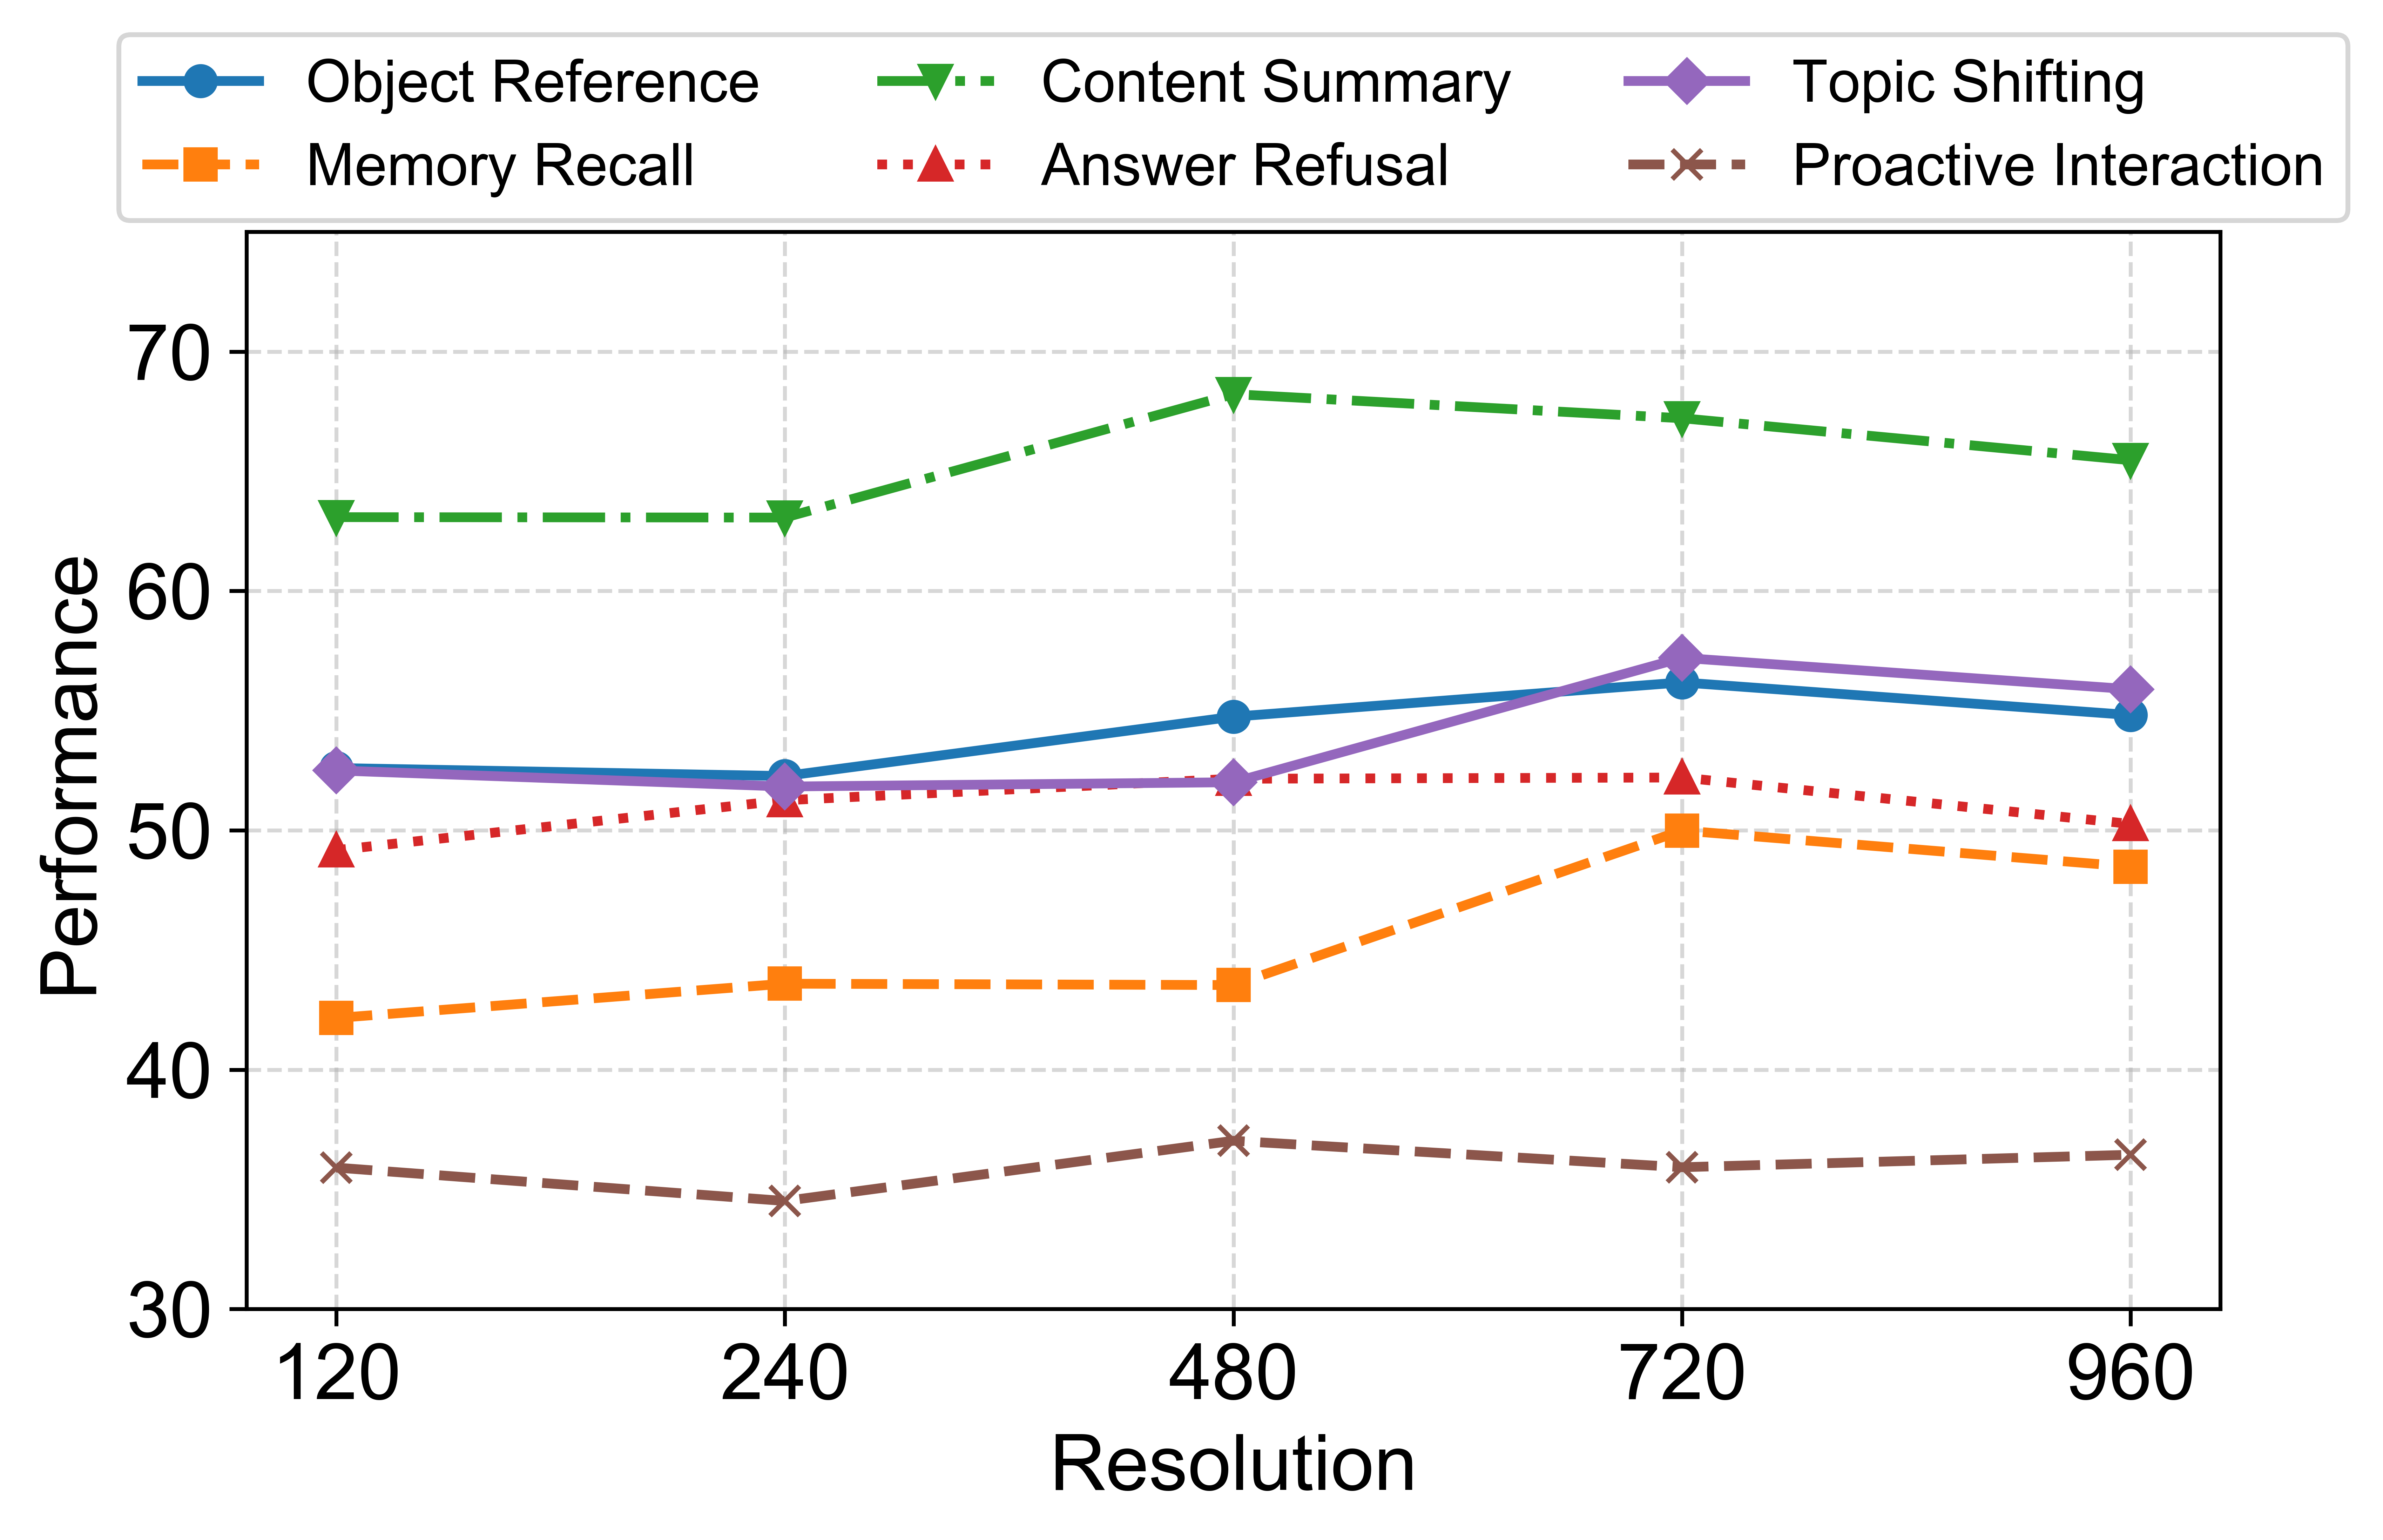 Object Reference
Content Summary
Topic Shifting
Memory Recall
Answer Refusal
Proactive Interaction
Performance
70
60
50
40
30
120
240
480
720
960
Resolution